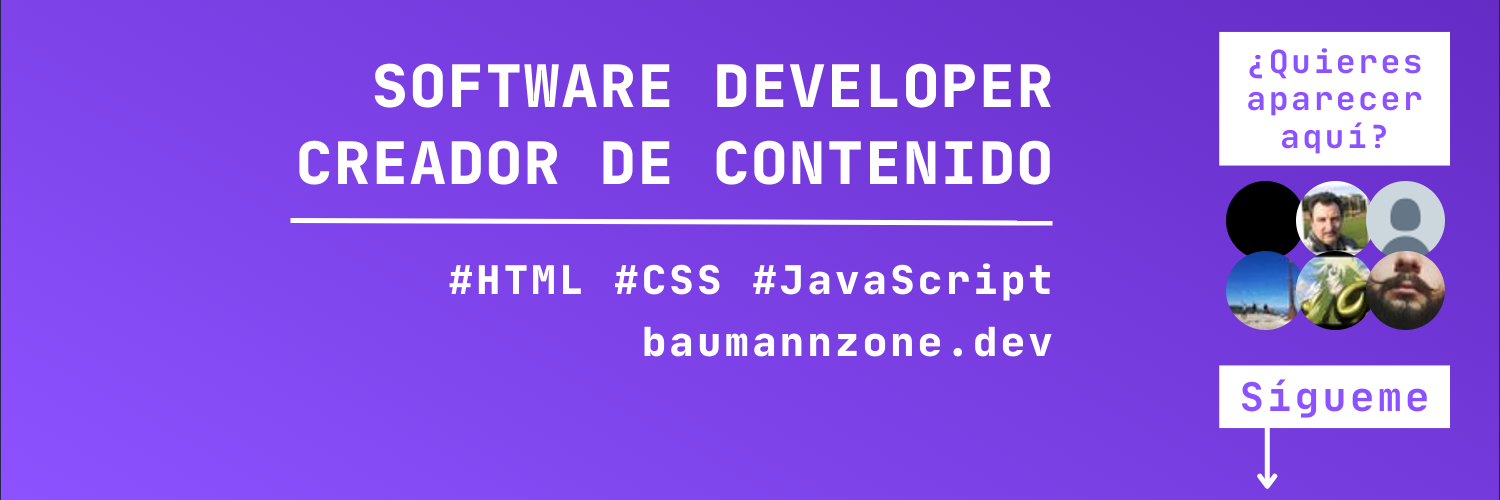 SOFTWARE DEVELOPER
CREADOR DE CONTENIDO
#HTML #CSS #JavaScript
baumannzone.dev
¿Quieres
aparecer
aquí?
Sígueme